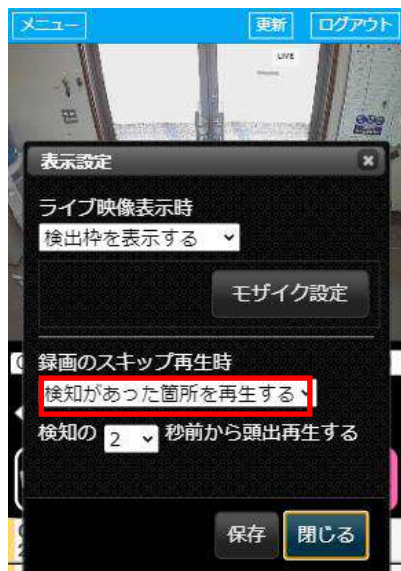 メニュー
更新
ログアウト
LIVE
表示設定
ライブ映像表示時
検出枠を表示する
モザイク設定
録画のスキップ再生時
検知があった箇所を再生する
検知の 2 秒前から頭出再生する
保存
閉じる